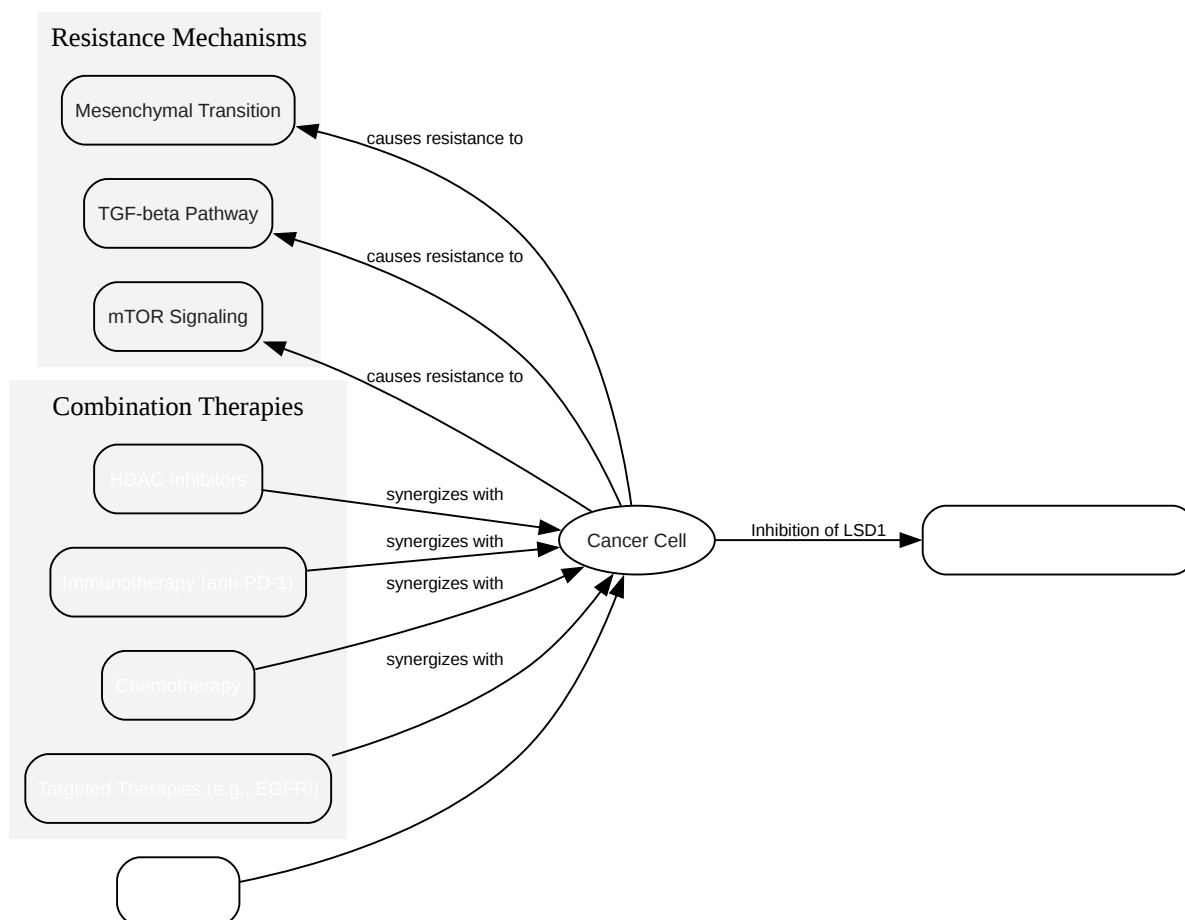 Resistance Mechanisms
Mesenchymal Transition
causes resistance to
TGF-beta Pathway
causes resistance to
mTOR Signaling
causes resistance to
Combination Therapies
HDAC Inhibitors
synergizes with
Immunotherapy (anti-PD-1)
synergizes with
synergizes with
Chemotherapy
synergizes with
Targeted Therapies (e.g., EGFRi)
Cancer Cell
Inhibition of LSD1